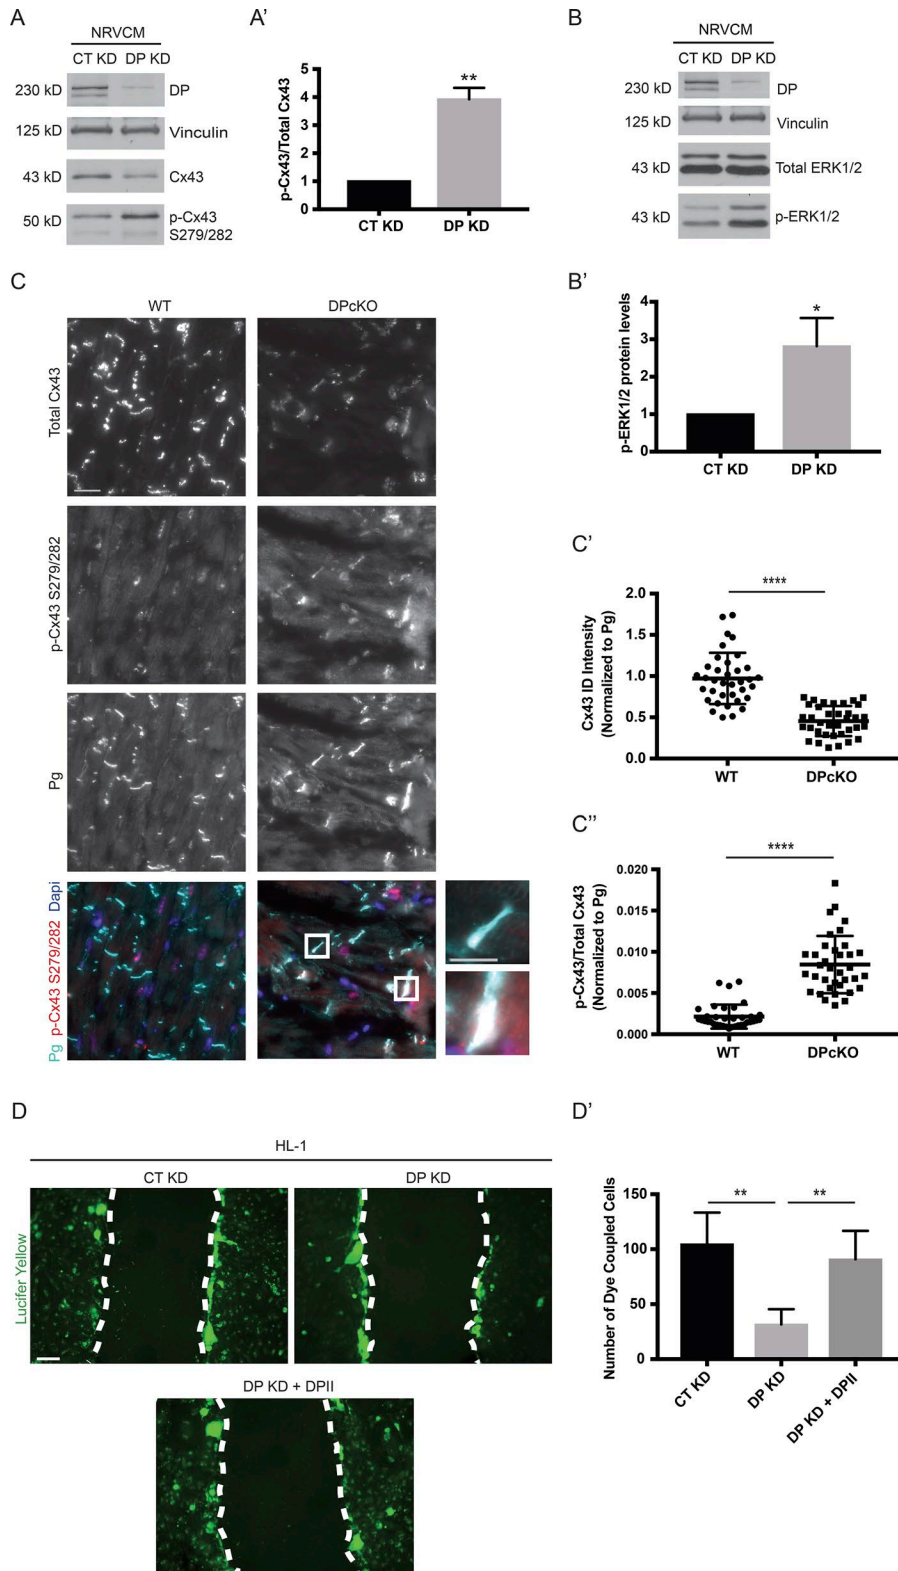 A
NRVCM
CT KD DP KD
230 kD
DP
125 kD
Vinculin
43 kD
Cx43
50 kD
p-Cx43
S279/282
A'
p-Cx43/Total Cx43
5
4
3
2
1
0
**
CT KD
DP KD
B
NRVCM
CT KD DP KD
230 kD
DP
125 kD
Vinculin
43 kD
Total ERK1/2
43 kD
p-ERK1/2
B'
p-ERK1/2 protein levels
4
3
2
1
0
*
CT KD
DP KD
C
WT
DPcKO
Total Cx43
p-Cx43 S279/282
Pg
Pg p-Cx43 S279/282 Dapi
C'
Cx43 ID Intensity
(Normalized to Pg)
2.0
1.5
1.0
0.5
0.0
****
WT
DPcKO
C''
p-Cx43/Total Cx43
(Normalized to Pg)
0.020
0.015
0.010
0.005
0.000
****
WT
DPcKO
D
HL-1
CT KD
DP KD
Lucifer Yellow
DP KD + DPII
D'
Number of Dye Coupled Cells
150
100
50
0
**
**
CT KD
DP KD
DP KD + DPII